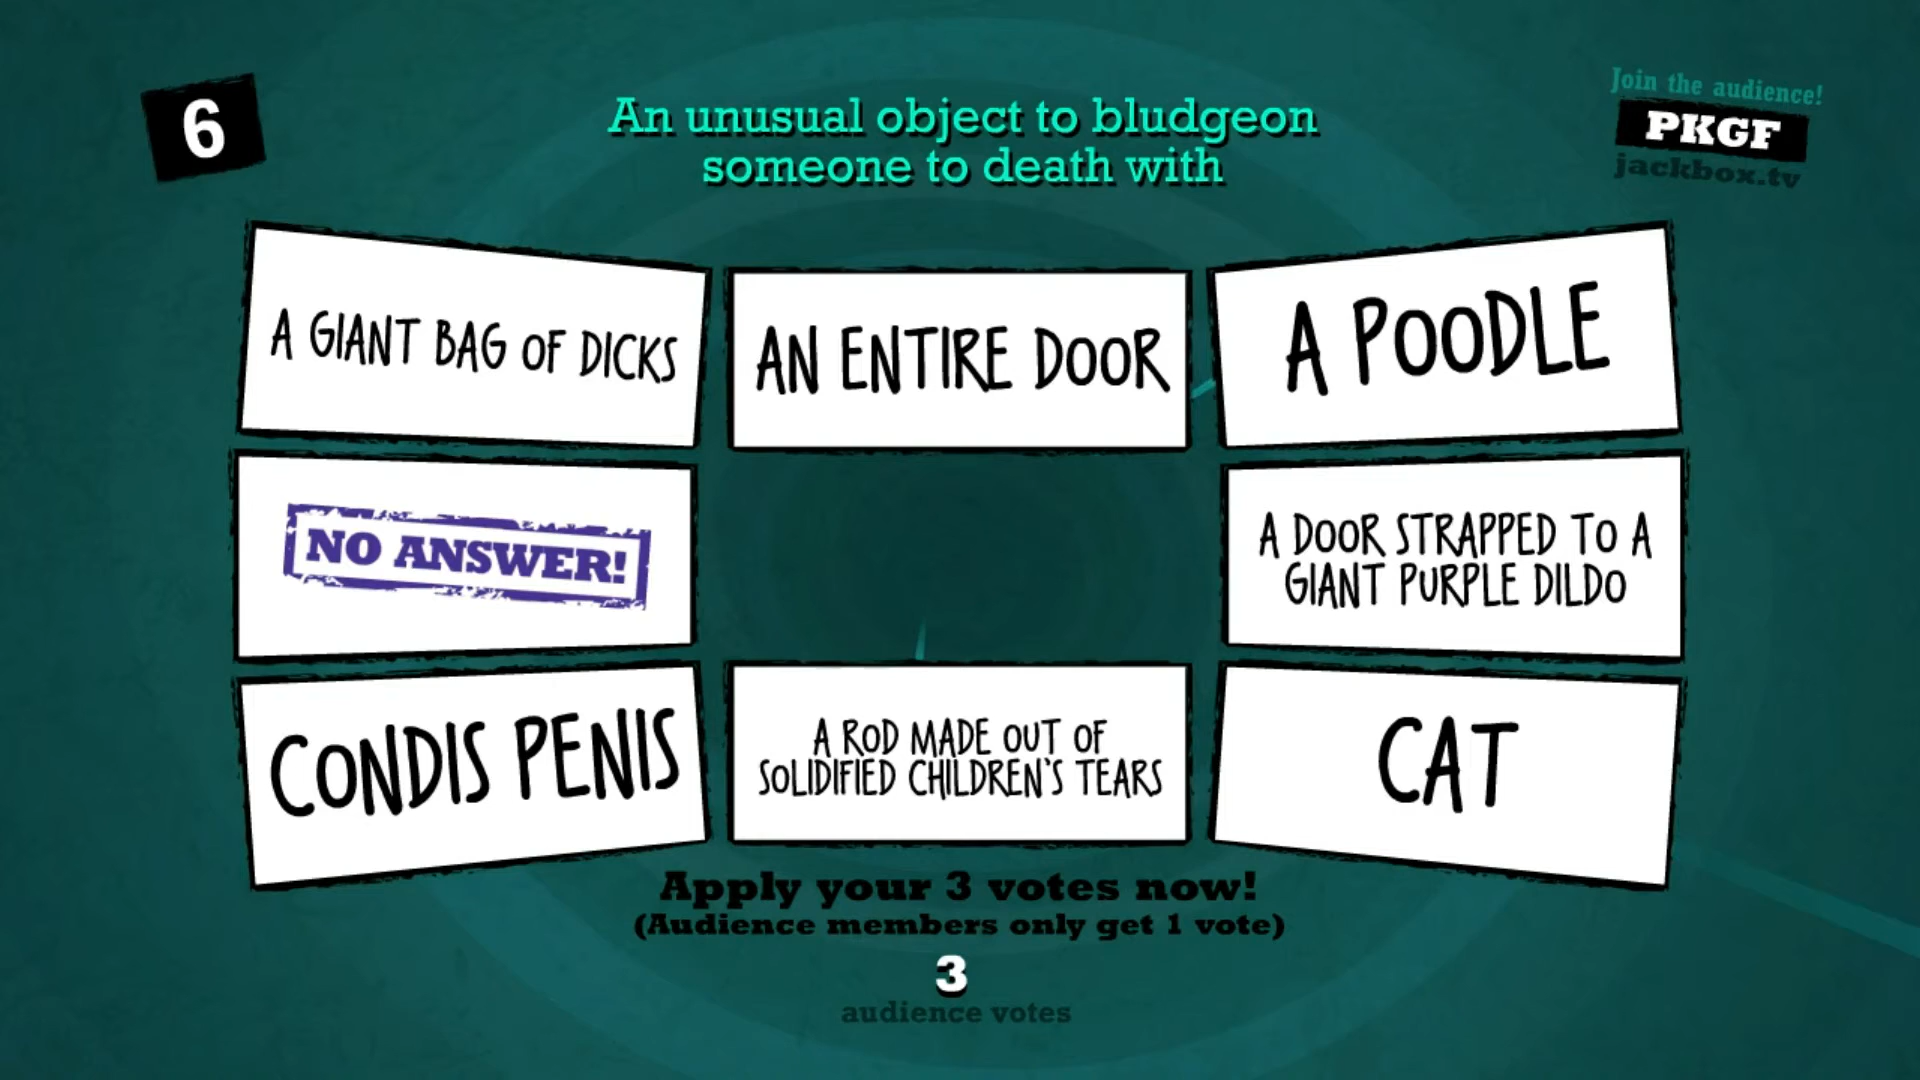 6
An unusual object to bludgeon
someone to death with
Join the audience!
PKGF
jackbox.tv
A GIANT BAG OF DICKS
AN ENTIRE DOOR
A POODLE
NO ANSWER!
A DOOR STRAPPED TO A
GIANT PURPLE DILDO
CONDIS PENIS
A ROD MADE OUT OF
SOLIDIFIED CHILDREN'S TEARS
CAT
Apply your 3 votes now!
(Audience members only get 1 vote)
3
audience votes